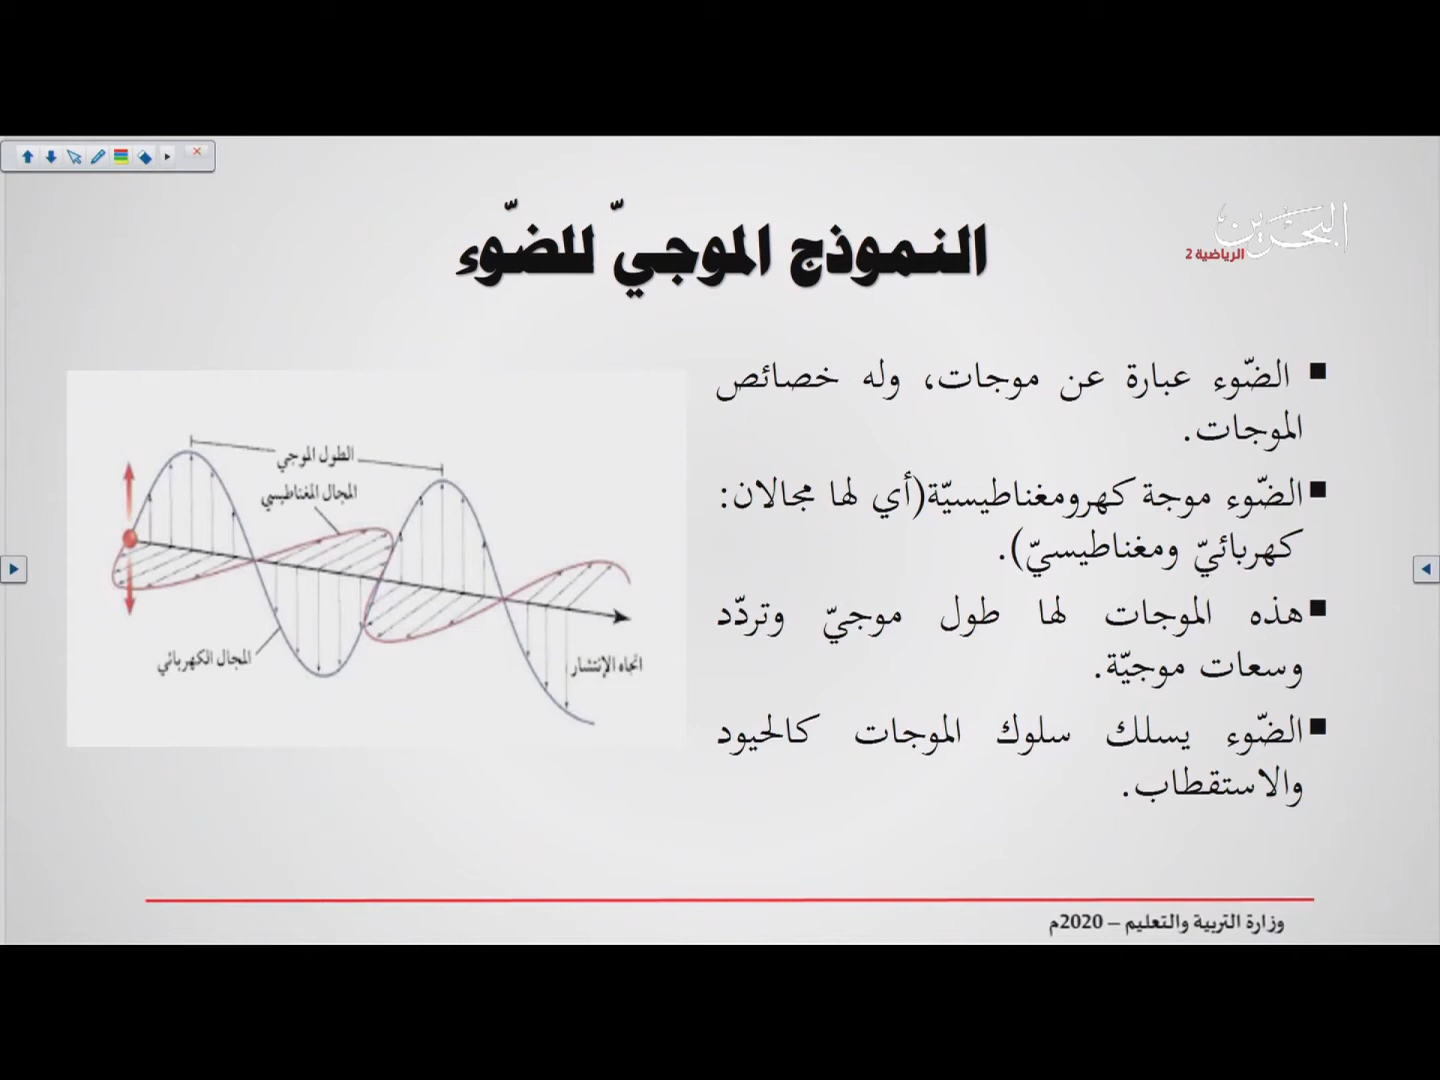 البحرين
الرياضية 2
النموذج الموجيّ للضّوء
الضّوء عبارة عن موجات، وله خصائص
الموجات.
الضّوء موجة كهرومغناطيسيّة(أي لها مجالان:
كهربائيّ ومغناطيسيّ).
هذه الموجات لها طول موجيّ وتردّد
وسعات موجيّة.
الضّوء يسلك سلوك الموجات كالحيود
والاستقطاب.
الطول الموجي
المجال المغناطيسي
المجال الكهربائي
اتجاه الإنتشار
وزارة التربية والتعليم – 2020م